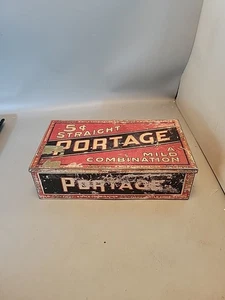 5¢
STRAIGHT
PORTAGE
A
MILD
COMBINATION
PORTAGE